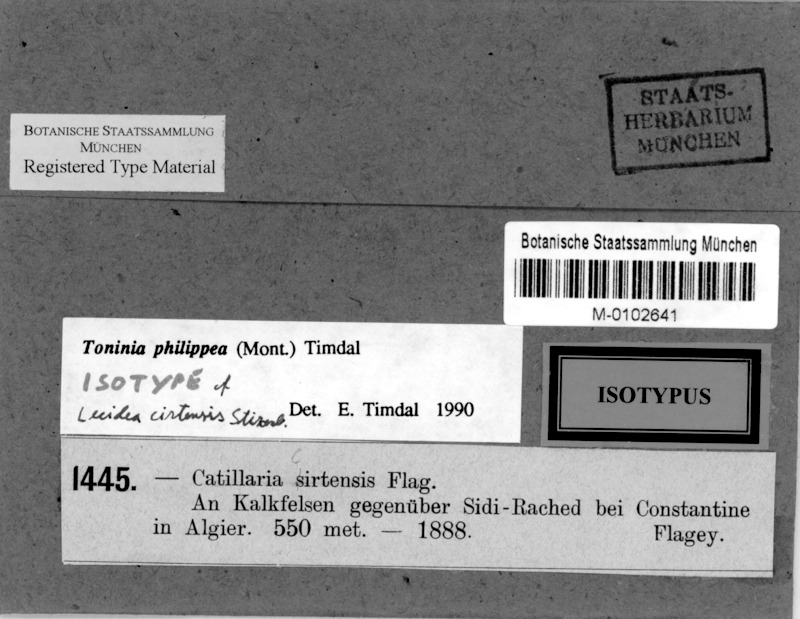 STAATS-
HERBARIUM
MÜNCHEN
BOTANISCHE STAATSSAMMLUNG
MÜNCHEN
Registered Type Material
Botanische Staatssammlung München
M-0102641
Toninia philippea (Mont.) Timdal
ISOTYPE of
Lecidea cirtensis Stizenb.
Det. E. Timdal 1990
ISOTYPUS
c
1445. — Catillaria sirtensis Flag.
An Kalkfelsen gegenüber Sidi-Rached bei Constantine
in Algier. 550 met. — 1888. Flagey.